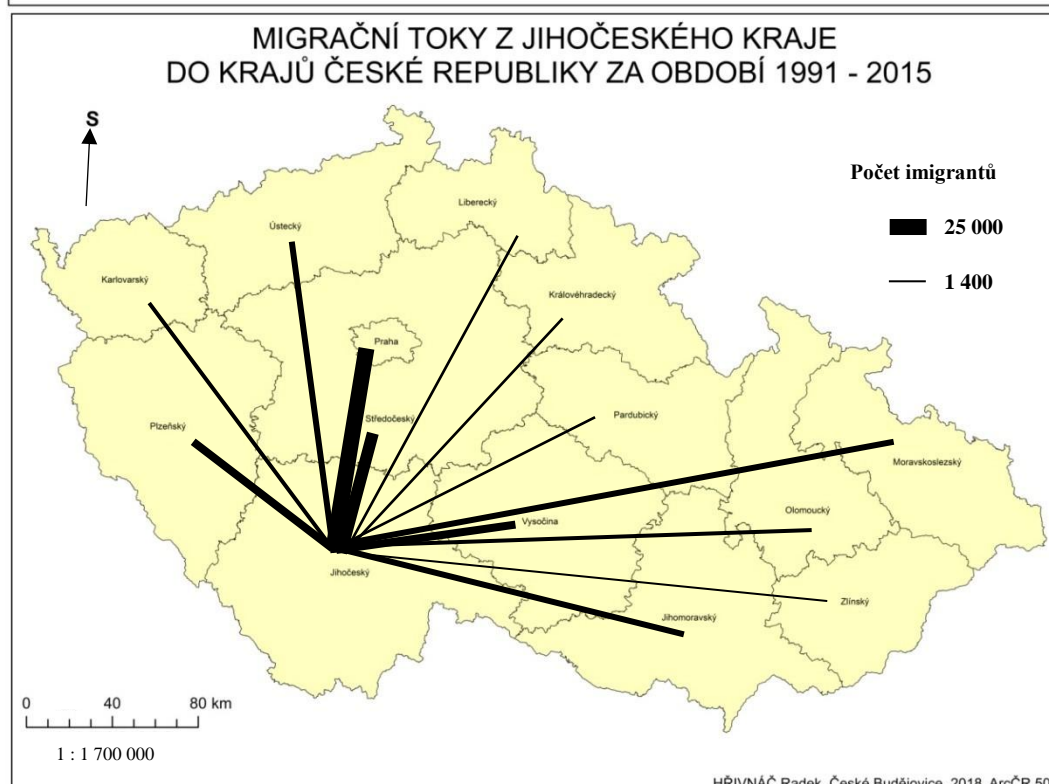 MIGRAČNÍ TOKY Z JIHOČESKÉHO KRAJE
DO KRAJŮ ČESKÉ REPUBLIKY ZA OBDOBÍ 1991 - 2015
S
Počet imigrantů
25 000
1 400
Liberecký
Ústecký
Karlovarský
Královéhradecký
Praha
Středočeský
Pardubický
Plzeňský
Moravskoslezský
Olomoucký
Vysočina
Jihočeský
Zlínský
Jihomoravský
0 40 80 km
1 : 1 700 000
HŘIVNÁČ Radek, České Budějovice, 2018, ArcČR 50